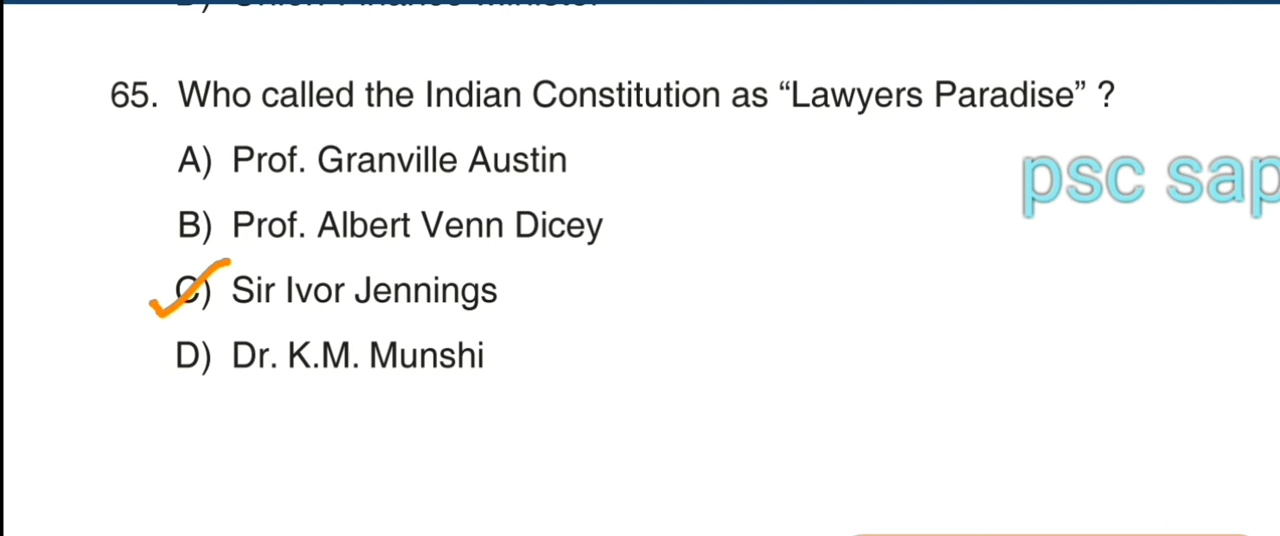 65. Who called the Indian Constitution as “Lawyers Paradise” ?
A) Prof. Granville Austin
psc sap
B) Prof. Albert Venn Dicey
C) Sir Ivor Jennings
D) Dr. K.M. Munshi